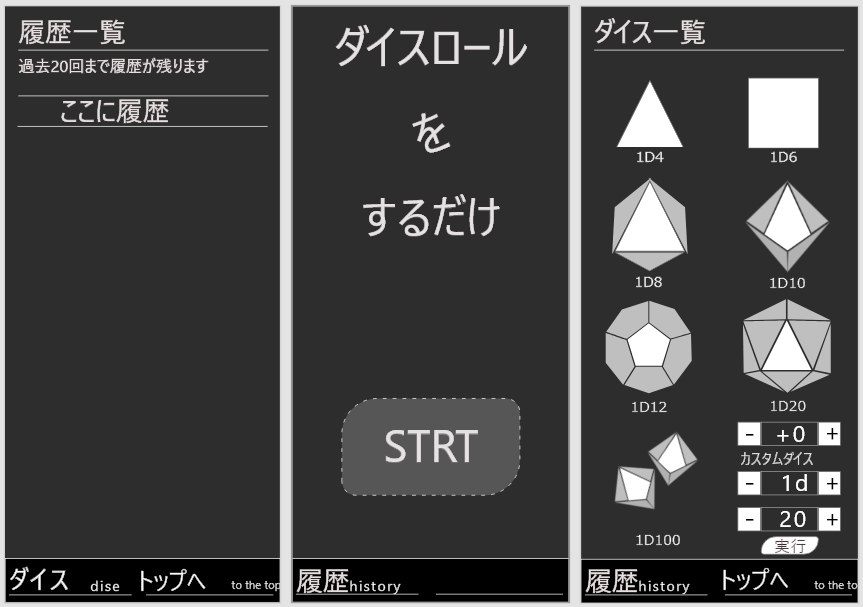 履歴一覧
過去20回まで履歴が残ります
ここに履歴
ダイス dise トップへ to the top
ダイスロール
を
するだけ
STRT
履歴history
ダイス一覧
1D4 1D6
1D8 1D10
1D12 1D20
- +0 +
カスタムダイス
- 1d +
- 20 +
1D100 実行
履歴history トップへ to the to